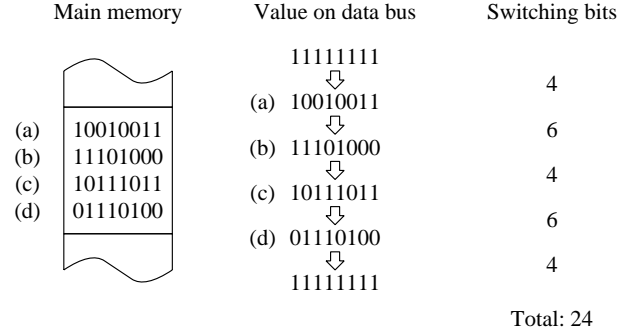 Main memory Value on data bus Switching bits
11111111
4
(a) 10010011
6
(b) 11101000
4
(c) 10111011
6
(d) 01110100
4
11111111
(a) 10010011
(b) 11101000
(c) 10111011
(d) 01110100
Total: 24